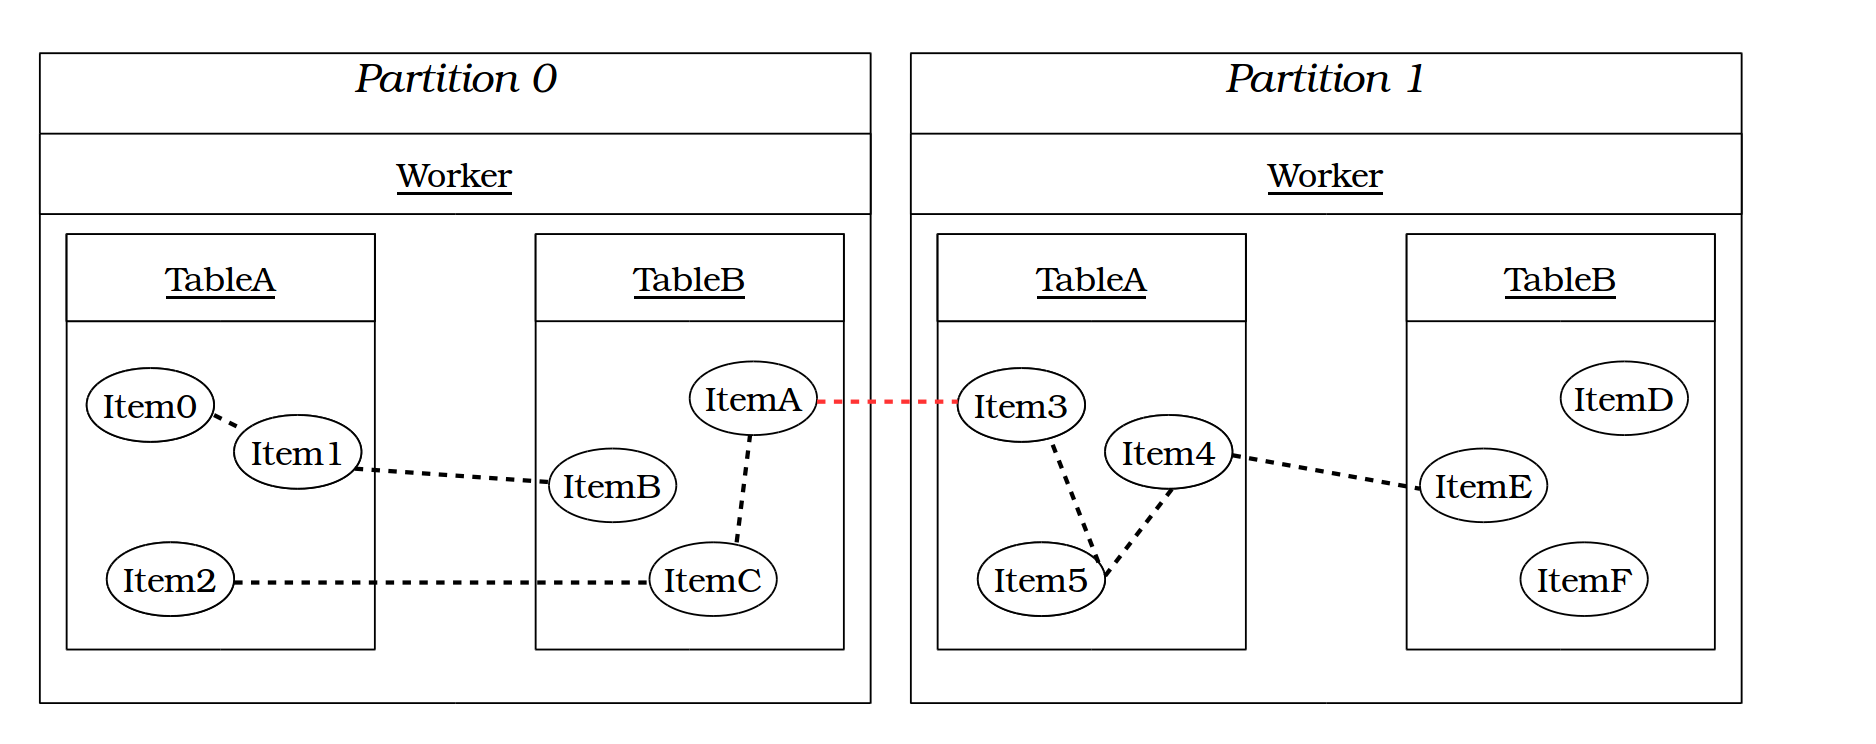 Partition 0
Worker
TableA
Item0
Item1
Item2
TableB
ItemA
ItemB
ItemC
Partition 1
Worker
TableA
Item3
Item4
Item5
TableB
ItemD
ItemE
ItemF